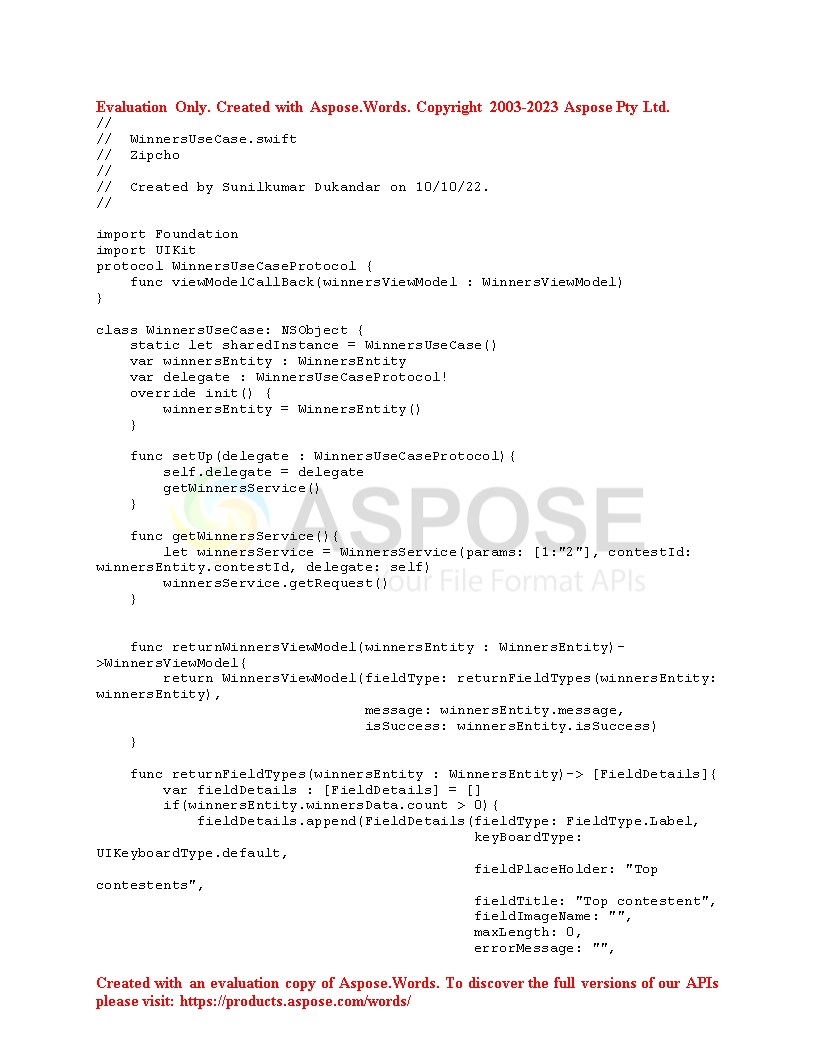 Evaluation Only. Created with Aspose.Words. Copyright 2003-2023 Aspose Pty Ltd.
//
//  WinnersUseCase.swift
//  Zipcho
//
//  Created by Sunilkumar Dukandar on 10/10/22.
//

import Foundation
import UIKit
protocol WinnersUseCaseProtocol {
    func viewModelCallBack(winnersViewModel : WinnersViewModel)
}

class WinnersUseCase: NSObject {
    static let sharedInstance = WinnersUseCase()
    var winnersEntity : WinnersEntity
    var delegate : WinnersUseCaseProtocol!
    override init() {
        winnersEntity = WinnersEntity()
    }

    func setUp(delegate : WinnersUseCaseProtocol){
        self.delegate = delegate
        getWinnersService()
    }

    func getWinnersService(){
        let winnersService = WinnersService(params: [1:"2"], contestId:
winnersEntity.contestId, delegate: self)
        winnersService.getRequest()
    }
ASPOSE
Your File Format APIs

    func returnWinnersViewModel(winnersEntity : WinnersEntity)-
>WinnersViewModel{
        return WinnersViewModel(fieldType: returnFieldTypes(winnersEntity:
winnersEntity),
                                message: winnersEntity.message,
                                isSuccess: winnersEntity.isSuccess)
    }

    func returnFieldTypes(winnersEntity : WinnersEntity)-> [FieldDetails]{
        var fieldDetails : [FieldDetails] = []
        if(winnersEntity.winnersData.count > 0){
            fieldDetails.append(FieldDetails(fieldType: FieldType.Label,
                                             keyBoardType:
UIKeyboardType.default,
                                             fieldPlaceHolder: "Top
contestents",
                                             fieldTitle: "Top contestent",
                                             fieldImageName: "",
                                             maxLength: 0,
                                             errorMessage: "",

Created with an evaluation copy of Aspose.Words. To discover the full versions of our APIs
please visit: https://products.aspose.com/words/